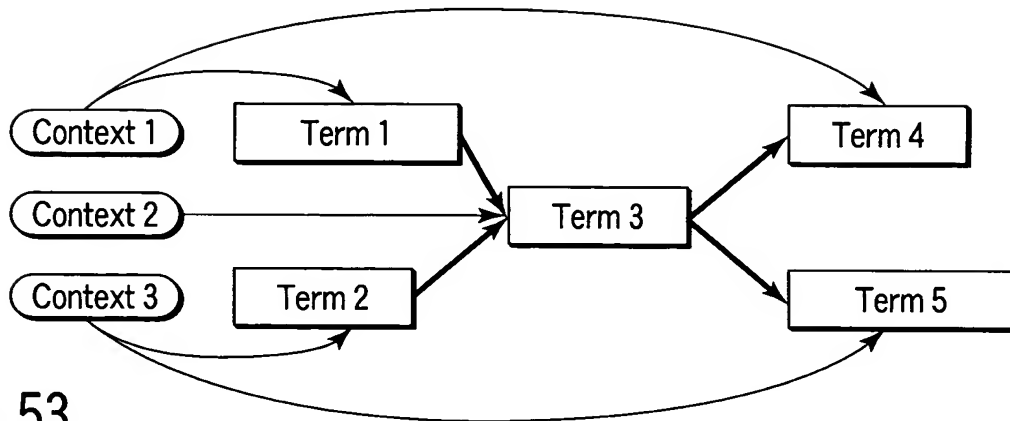 Context 1
Term 1
Term 4
Context 2
Term 3
Context 3
Term 2
Term 5
53